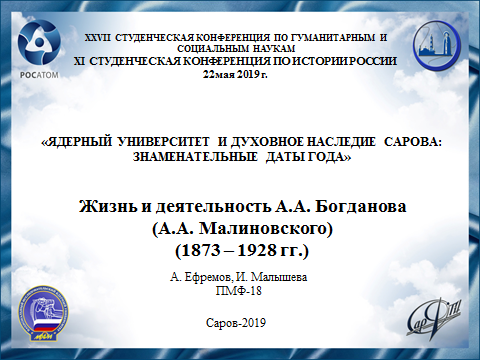 XXVII СТУДЕНЧЕСКАЯ КОНФЕРЕНЦИЯ ПО ГУМАНИТАРНЫМ И
СОЦИАЛЬНЫМ НАУКАМ
XI СТУДЕНЧЕСКАЯ КОНФЕРЕНЦИЯ ПО ИСТОРИИ РОССИИ
22мая 2019 г.
РОСАТОМ
«ЯДЕРНЫЙ УНИВЕРСИТЕТ И ДУХОВНОЕ НАСЛЕДИЕ САРОВА:
ЗНАМЕНАТЕЛЬНЫЕ ДАТЫ ГОДА»
Жизнь и деятельность А.А. Богданова
(А.А. Малиновского)
(1873 – 1928 гг.)
А. Ефремов, И. Малышева
ПМФ-18
Саров-2019
СарФТИ